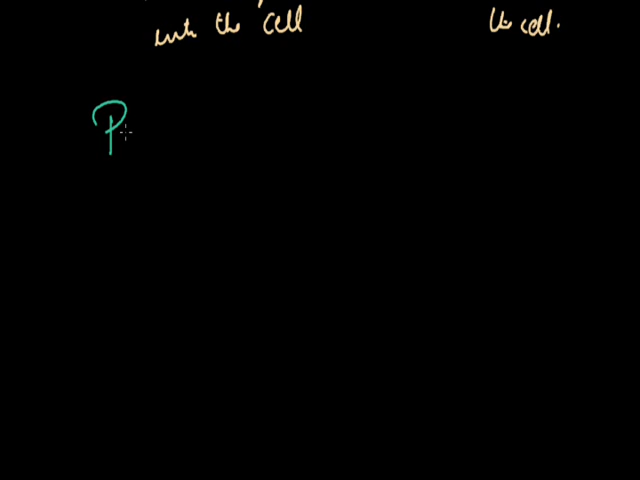 into the cell the cell.
P